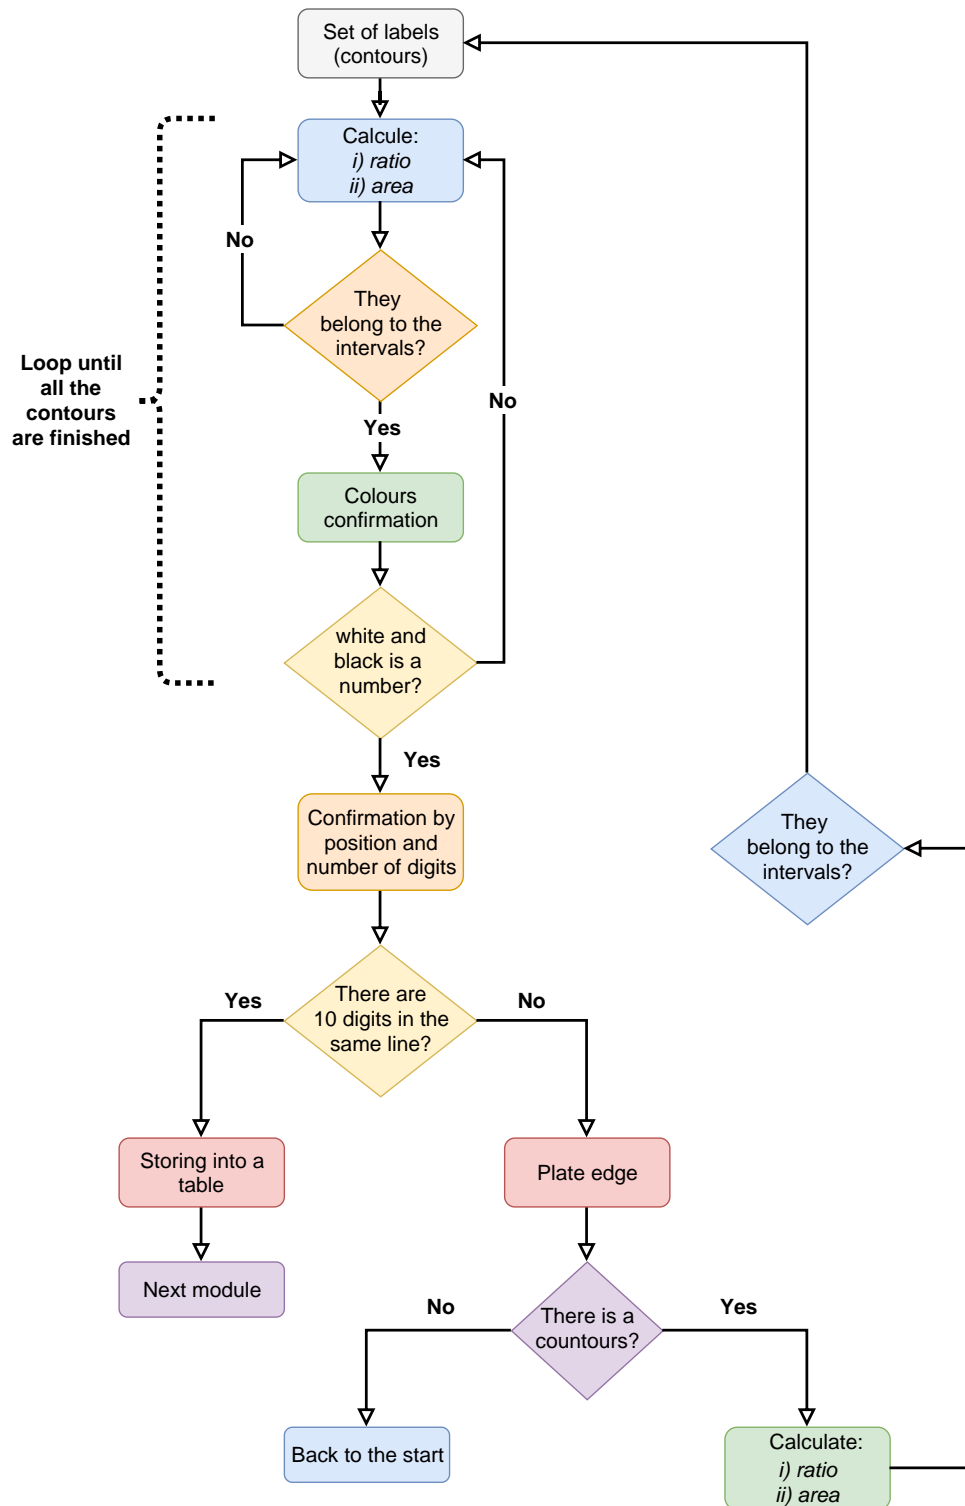 Set of labels
(contours)
Calcule:
i) ratio
ii) area
No
They
belong to the
intervals?
Loop until
all the
contours
are finished
No
Yes
Colours
confirmation
white and
black is a
number?
Yes
Confirmation by
position and
number of digits
They
belong to the
intervals?
Yes
There are
10 digits in the
same line?
No
Storing into a
table
Plate edge
Next module
No
There is a
countours?
Yes
Back to the start
Calculate:
i) ratio
ii) area